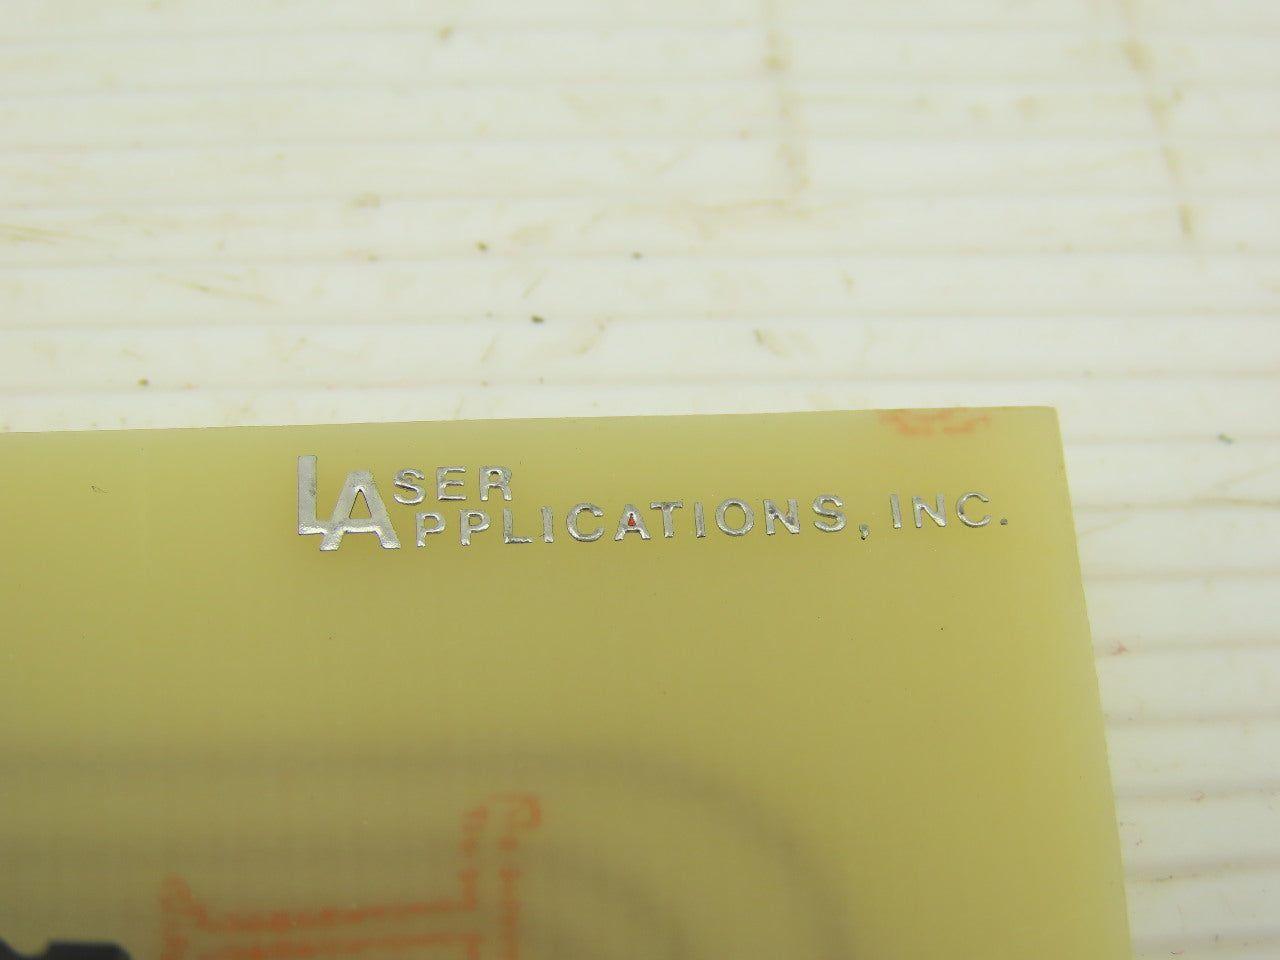 LASER
APPLICATIONS, INC.